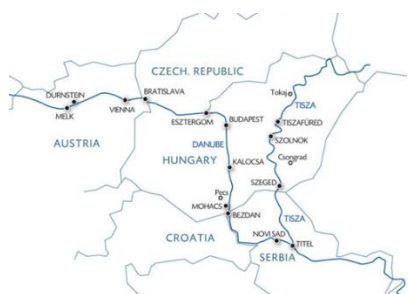 CZECH. REPUBLIC
DURNSTEIN
BRATISLAVA
Tokaj
TISZA
MELK
VIENNA
ESZTERGOM
BUDAPEST
TISZAFÜRED
AUSTRIA
DANUBE
SZOLNOK
HUNGARY
KALOCSA
Csongrad
SZEGED
Pecs
MOHACS
BEZDAN
TISZA
CROATIA
NOVI SAD
TITEL
SERBIA